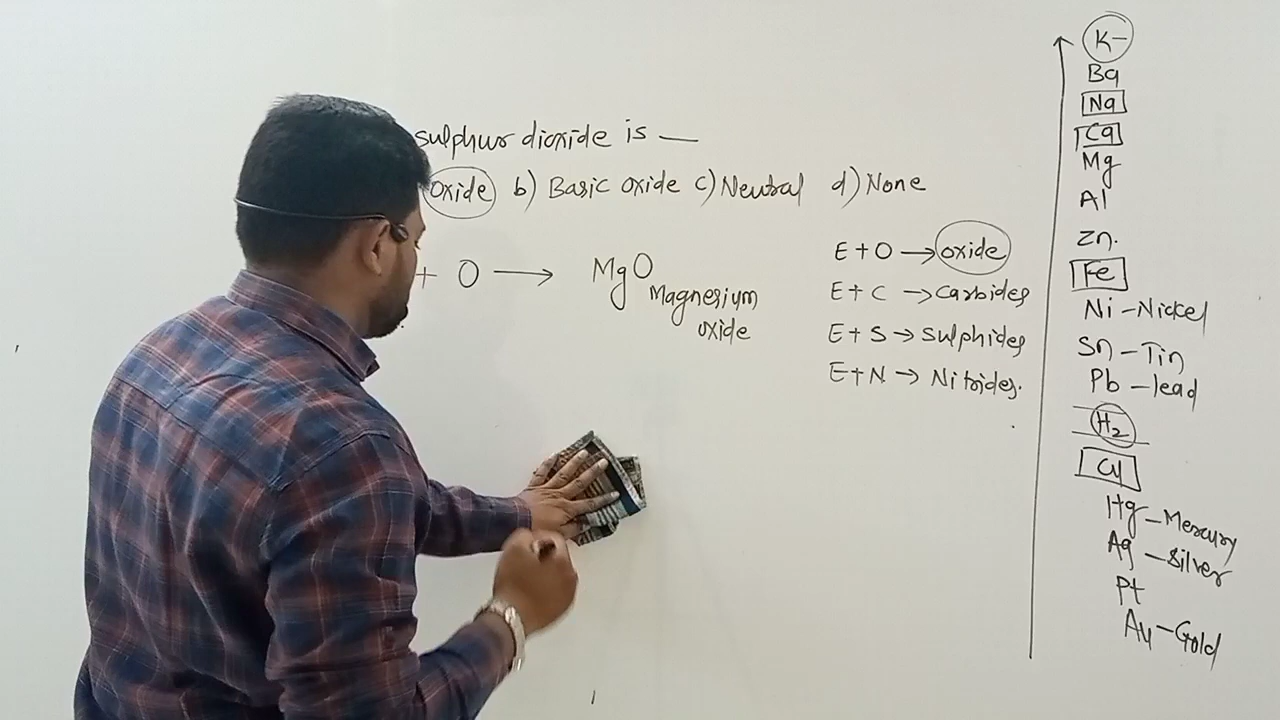 sulphur dioxide is —
oxide b) Basic oxide c) Neutral d) None
+ O → MgO
Magnesium
oxide
E + O → oxide
E + C → carbides
E + S → sulphides
E + N → Nitrides.
K
Ba
Na
Ca
Mg
Al
Zn.
Fe
Ni - Nickel
Sn - Tin
Pb - lead
H2
Cu
Hg - Mercury
Ag - Silver
Pt
Au - Gold